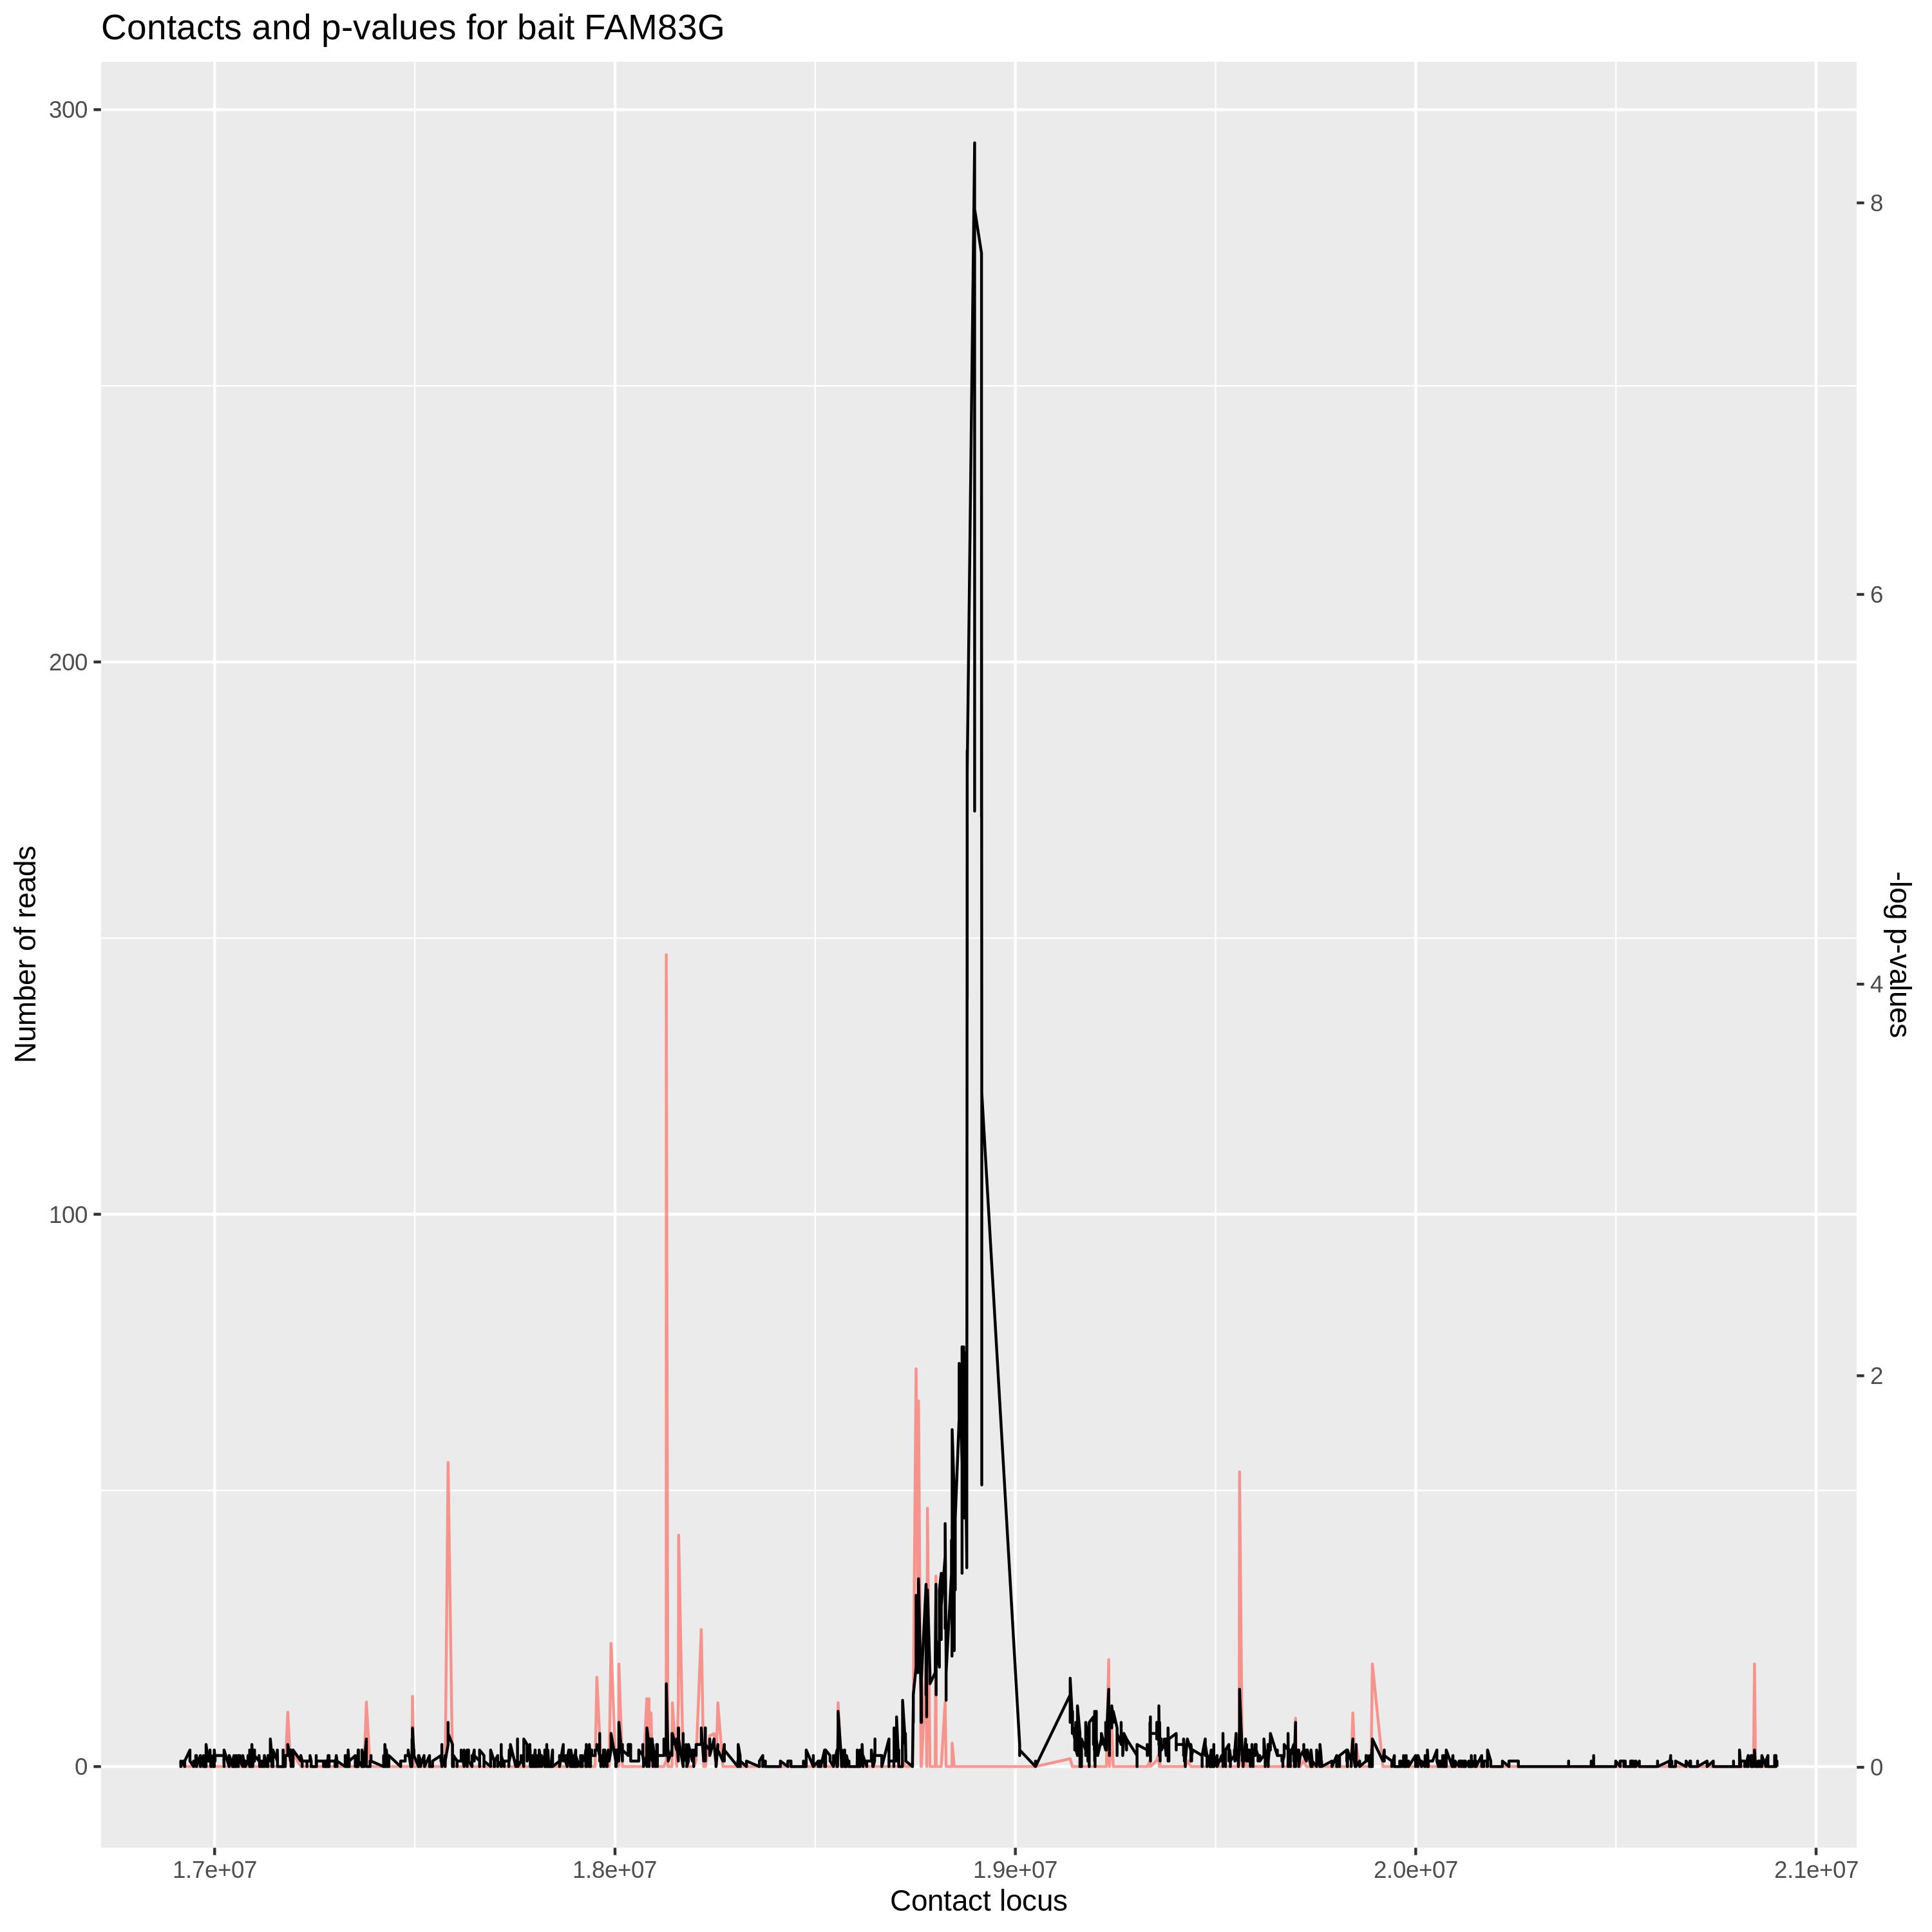 Contacts and p-values for bait FAM83G
300
200
100
0
Number of reads
8
6
4
2
0
-log p-values
1.7e+07
1.8e+07
1.9e+07
2.0e+07
2.1e+07
Contact locus